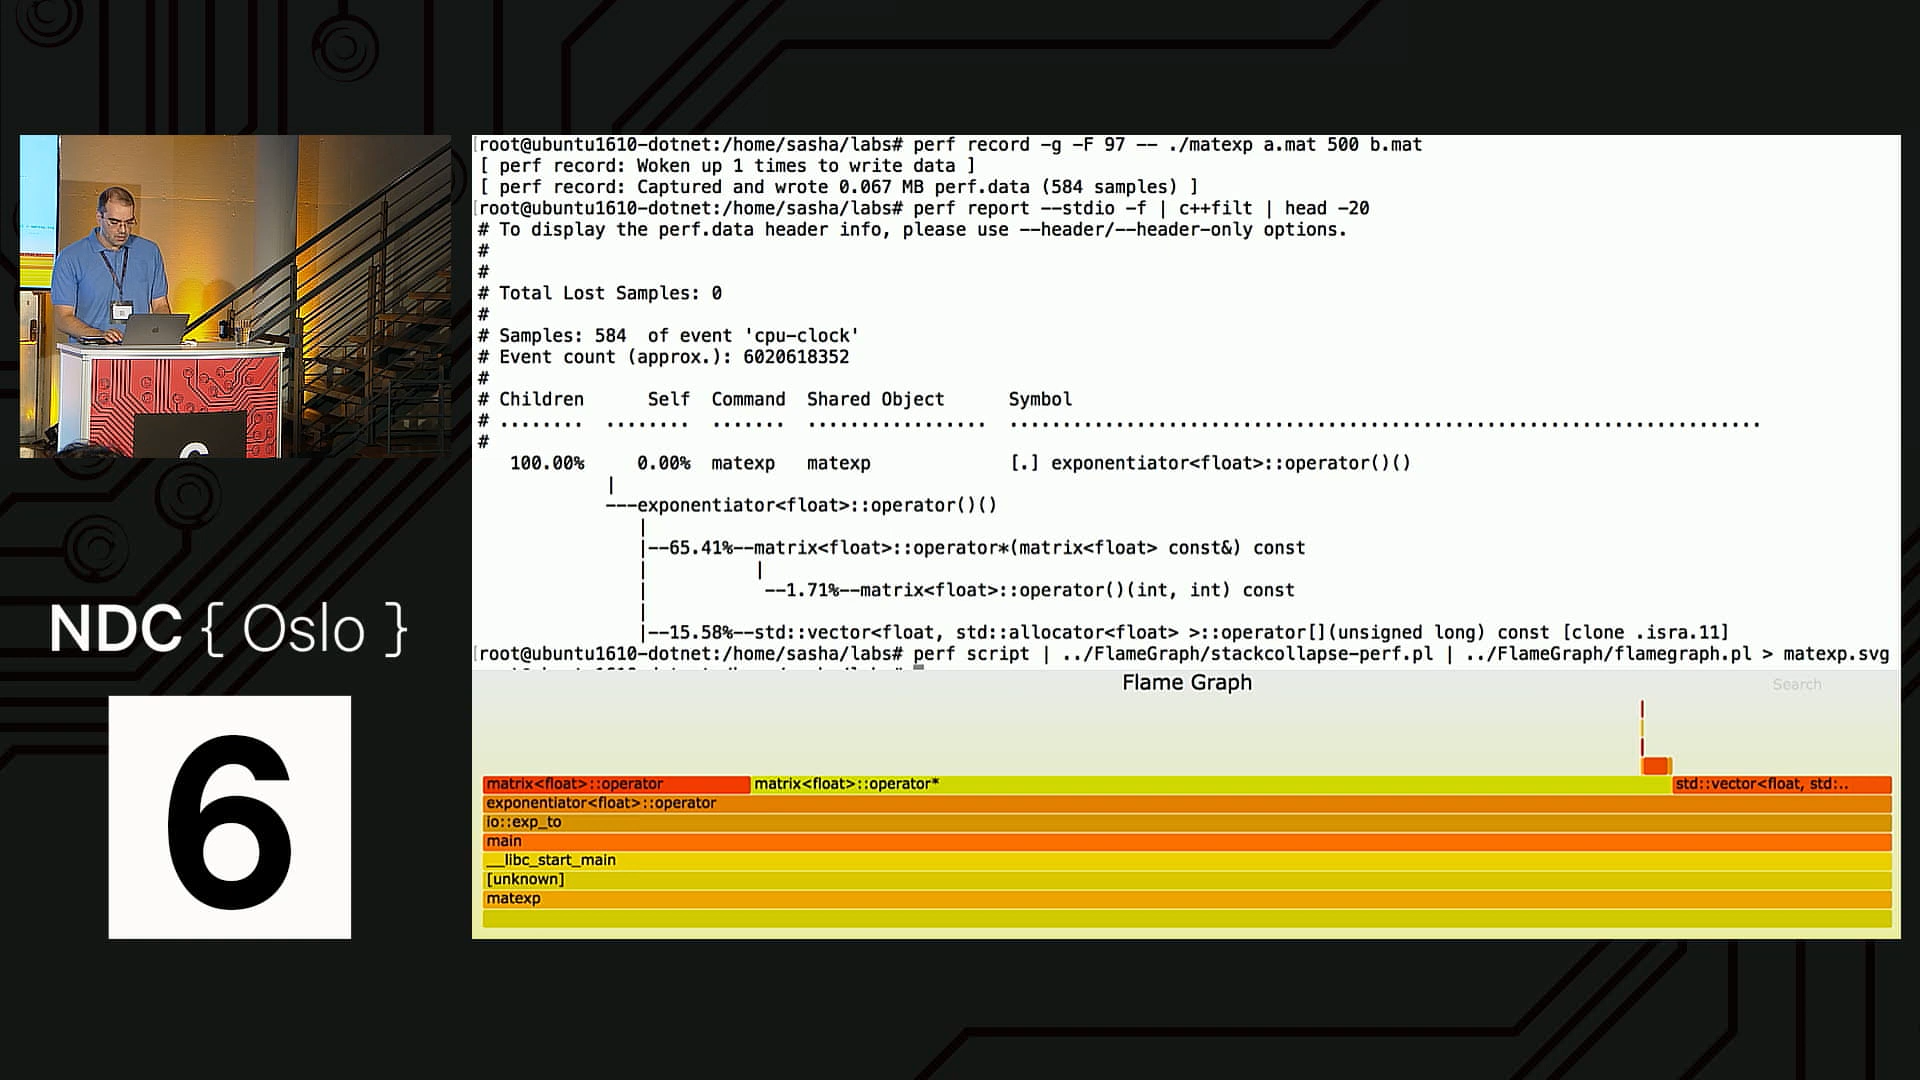 [root@ubuntu1610-dotnet:/home/sasha/labs# perf record -g -F 97 -- ./matexp a.mat 500 b.mat
[ perf record: Woken up 1 times to write data ]
[ perf record: Captured and wrote 0.067 MB perf.data (584 samples) ]
[root@ubuntu1610-dotnet:/home/sasha/labs# perf report --stdio -f | c++filt | head -20
# To display the perf.data header info, please use --header/--header-only options.
#
#
# Total Lost Samples: 0
#
# Samples: 584  of event 'cpu-clock'
# Event count (approx.): 6020618352
#
# Children      Self  Command  Shared Object      Symbol
# ........  ........  .......  .................  .......................................................................
#
   100.00%     0.00%  matexp   matexp             [.] exponentiator<float>::operator()()
            |
            ---exponentiator<float>::operator()()
               |
               |--65.41%--matrix<float>::operator*(matrix<float> const&) const
               |          |
               |           --1.71%--matrix<float>::operator()(int, int) const
               |
               |--15.58%--std::vector<float, std::allocator<float> >::operator[](unsigned long) const [clone .isra.11]
[root@ubuntu1610-dotnet:/home/sasha/labs# perf script | ../FlameGraph/stackcollapse-perf.pl | ../FlameGraph/flamegraph.pl > matexp.svg
Flame Graph
Search
matrix<float>::operator matrix<float>::operator* std::vector<float, std:..
exponentiator<float>::operator
io::exp_to
main
__libc_start_main
[unknown]
matexp
NDC { Oslo }
6